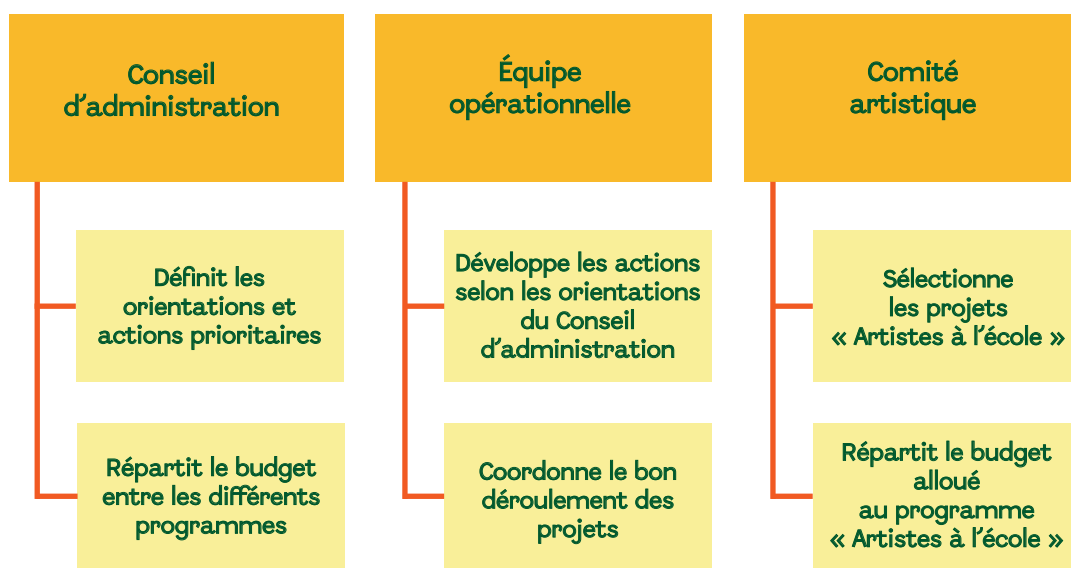 Conseil
d'administration
Définit les
orientations et
actions prioritaires
Répartit le budget
entre les différents
programmes
Équipe
opérationnelle
Développe les actions
selon les orientations
du Conseil
d'administration
Coordonne le bon
déroulement des
projets
Comité
artistique
Sélectionne
les projets
« Artistes à l'école »
Répartit le budget
alloué
au programme
« Artistes à l'école »